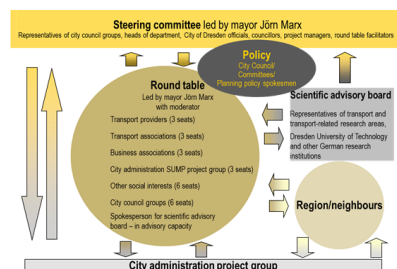 Steering committee led by mayor Jörn Marx
Representatives of city council groups, heads of department, City of Dresden officials, councillors, project managers, round table facilitators
Policy
City Council/
Committees/
Planning policy spokesmen
Round table
Led by mayor Jörn Marx
with moderator
Transport providers (3 seats)
Transport associations (3 seats)
Business associations (3 seats)
City administration SUMP project group (3 seats)
Other social interests (6 seats)
City council groups (6 seats)
Spokesperson for scientific advisory
board – in advisory capacity
Scientific advisory board
Representatives of transport and
transport-related research areas,
Dresden University of Technology
and other German research
institutions
Region/neighbours
City administration project group